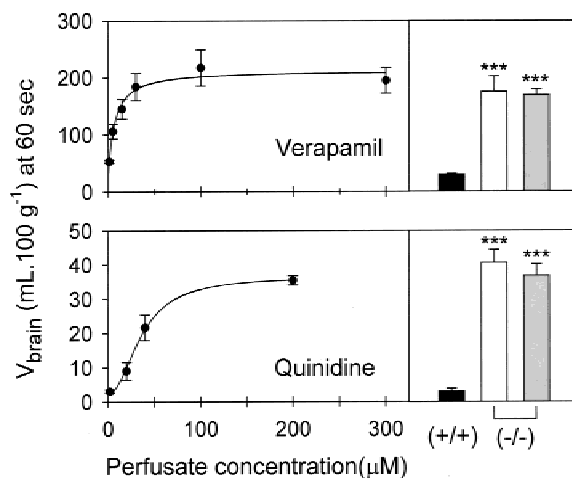 V_brain (mL.100 g⁻¹) at 60 sec
300
200
100
0
Verapamil
*** ***
50
40
30
20
10
0
Quinidine
*** ***
0 100 200 300
(+/+) (-/-)
Perfusate concentration(µM)